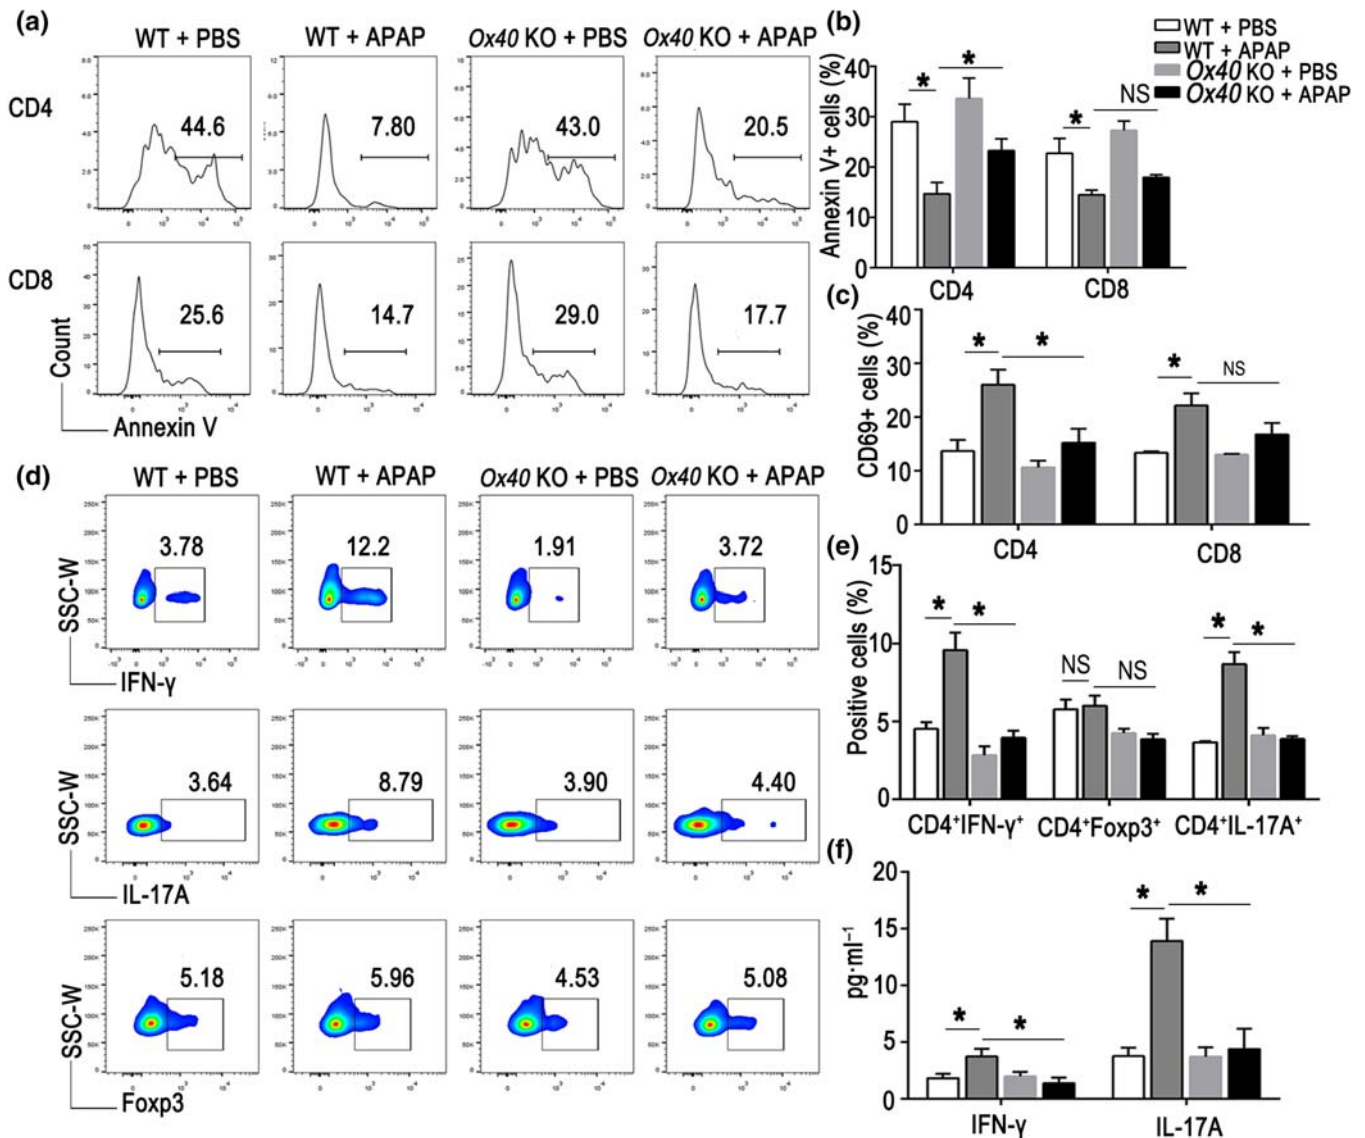 (a)
WT + PBS
WT + APAP
Ox40 KO + PBS
Ox40 KO + APAP
CD4
44.6
7.80
43.0
20.5
CD8
25.6
14.7
29.0
17.7
Count
Annexin V
(b)
WT + PBS
WT + APAP
Ox40 KO + PBS
Ox40 KO + APAP
Annexin V+ cells (%)
40
30
20
10
0
*
*
*
NS
CD4
CD8
(c)
CD69+ cells (%)
40
30
20
10
0
*
*
*
NS
CD4
CD8
(d)
WT + PBS
WT + APAP
Ox40 KO + PBS
Ox40 KO + APAP
SSC-W
3.78
12.2
1.91
3.72
IFN-γ
SSC-W
3.64
8.79
3.90
4.40
IL-17A
SSC-W
5.18
5.96
4.53
5.08
Foxp3
(e)
Positive cells (%)
15
10
5
0
*
*
NS
NS
*
*
CD4⁺IFN-γ⁺
CD4⁺Foxp3⁺
CD4⁺IL-17A⁺
(f)
pg·ml⁻¹
20
15
10
5
0
*
*
*
*
IFN-γ
IL-17A